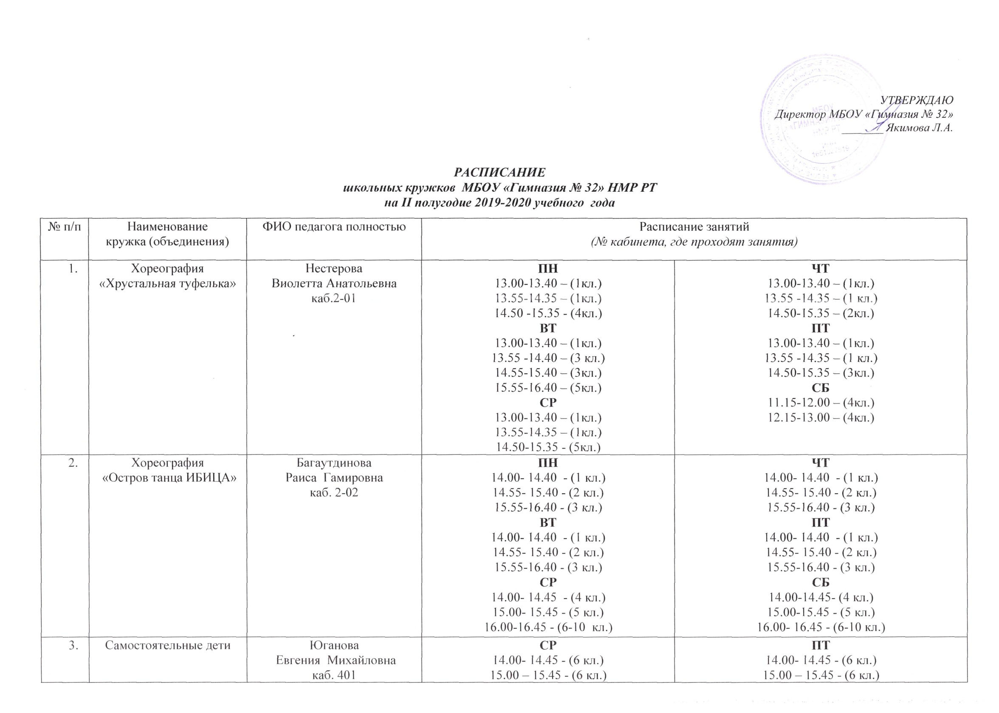 УТВЕРЖДАЮ
Директор МБОУ «Гимназия № 32»
Якимова Л.А.
МБОУ
«ГИМНАЗИЯ
НМР РТ
ИНН
РАСПИСАНИЕ
школьных кружков МБОУ «Гимназия № 32» НМР РТ
на II полугодие 2019-2020 учебного года
№ п/п
Наименование
кружка (объединения)
ФИО педагога полностью
Расписание занятий
(№ кабинета, где проходят занятия)
1.
Хореография
«Хрустальная туфелька»
Нестерова
Виолетта Анатольевна
каб.2-01
ПН
13.00-13.40 – (1кл.)
13.55-14.35 – (1кл.)
14.50 -15.35 - (4кл.)
ВТ
13.00-13.40 – (1кл.)
13.55 -14.40 – (3 кл.)
14.55-15.40 – (3кл.)
15.55-16.40 – (5кл.)
СР
13.00-13.40 – (1кл.)
13.55-14.35 – (1кл.)
14.50-15.35 - (5кл.)
ЧТ
13.00-13.40 – (1кл.)
13.55 -14.35 – (1 кл.)
14.50-15.35 – (2кл.)
ПТ
13.00-13.40 – (1кл.)
13.55 -14.35 – (1 кл.)
14.50-15.35 – (3кл.)
СБ
11.15-12.00 – (4кл.)
12.15-13.00 – (4кл.)
2.
Хореография
«Остров танца ИБИЦА»
Багаутдинова
Раиса Гамировна
каб. 2-02
ПН
14.00- 14.40 - (1 кл.)
14.55- 15.40 - (2 кл.)
15.55-16.40 - (3 кл.)
ВТ
14.00- 14.40 - (1 кл.)
14.55- 15.40 - (2 кл.)
15.55-16.40 - (3 кл.)
СР
14.00- 14.45 - (4 кл.)
15.00- 15.45 - (5 кл.)
16.00-16.45 - (6-10 кл.)
ЧТ
14.00- 14.40 - (1 кл.)
14.55- 15.40 - (2 кл.)
15.55-16.40 - (3 кл.)
ПТ
14.00- 14.40 - (1 кл.)
14.55- 15.40 - (2 кл.)
15.55-16.40 - (3 кл.)
СБ
14.00-14.45- (4 кл.)
15.00-15.45 - (5 кл.)
16.00- 16.45 - (6-10 кл.)
3.
Самостоятельные дети
Юганова
Евгения Михайловна
каб. 401
СР
14.00- 14.45 - (6 кл.)
15.00 – 15.45 - (6 кл.)
ПТ
14.00- 14.45 - (6 кл.)
15.00 – 15.45 - (6 кл.)